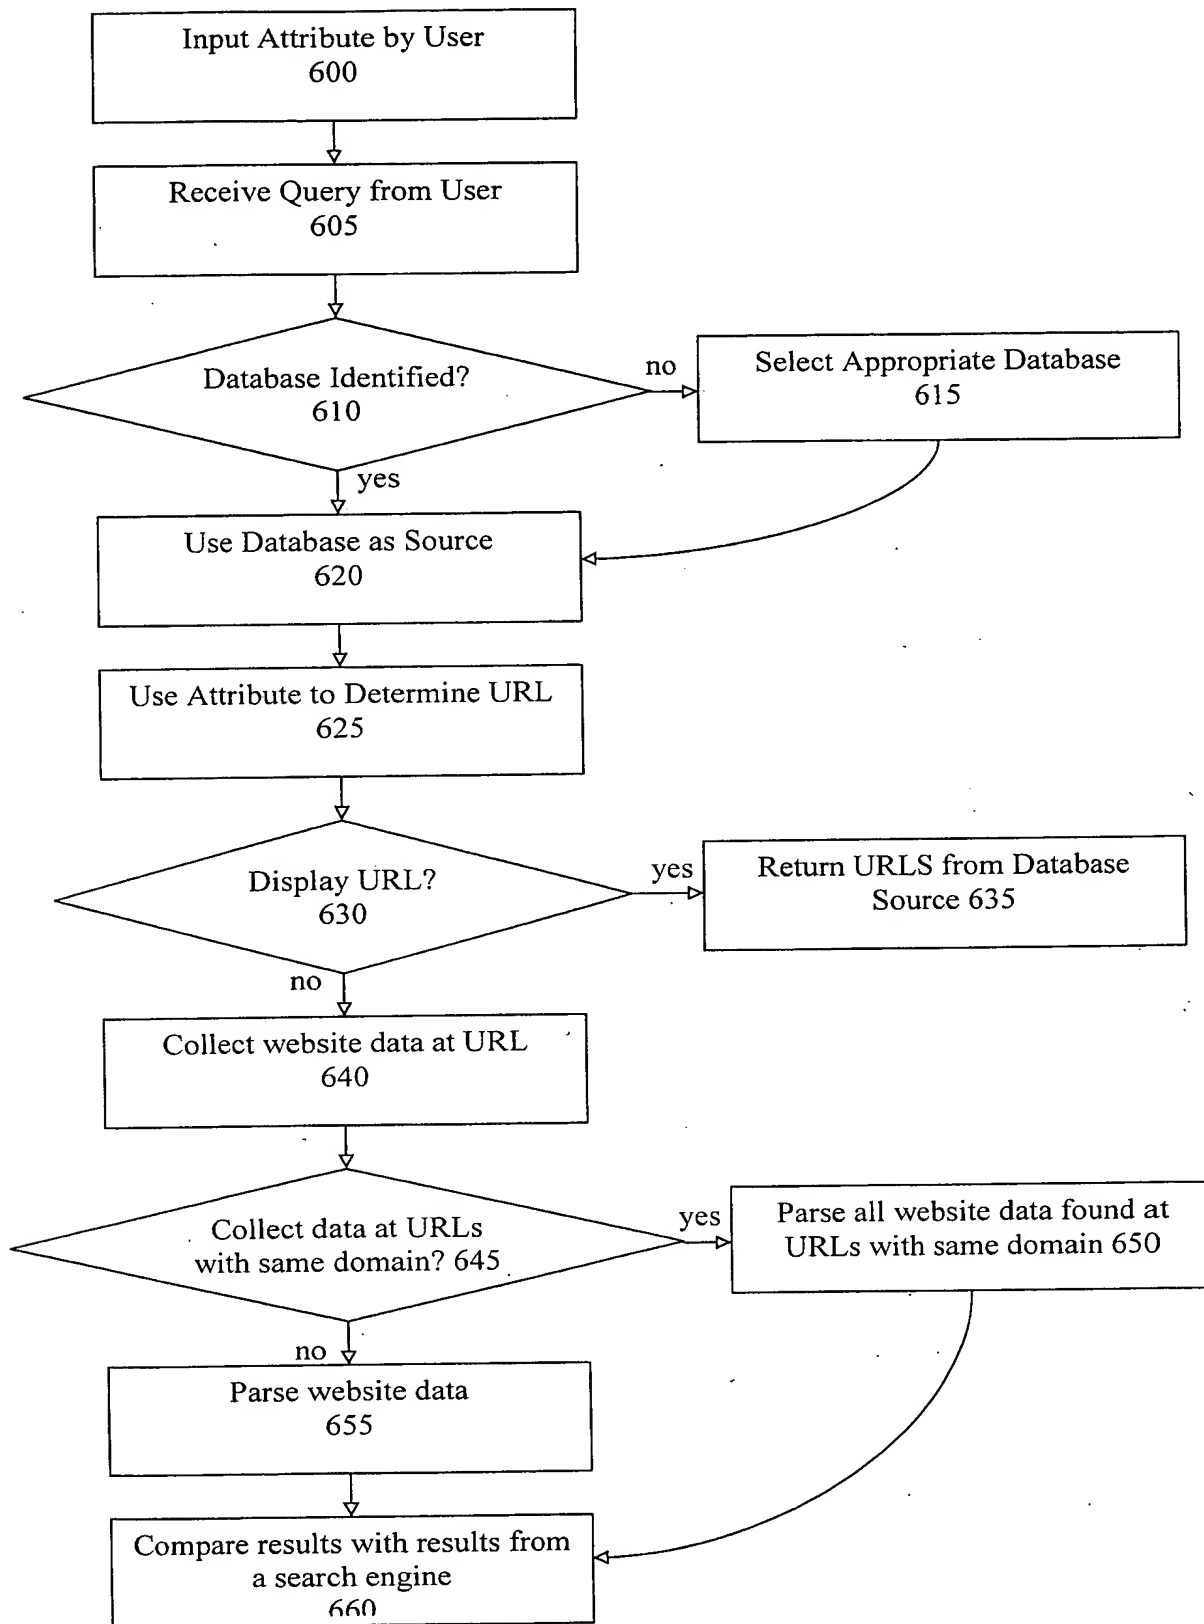 Input Attribute by User
600
Receive Query from User
605
Database Identified?
610
no
Select Appropriate Database
615
yes
Use Database as Source
620
Use Attribute to Determine URL
625
Display URL?
630
yes
Return URLS from Database
Source 635
no
Collect website data at URL
640
Collect data at URLs
with same domain? 645
yes
Parse all website data found at
URLs with same domain 650
no
Parse website data
655
Compare results with results from
a search engine
660